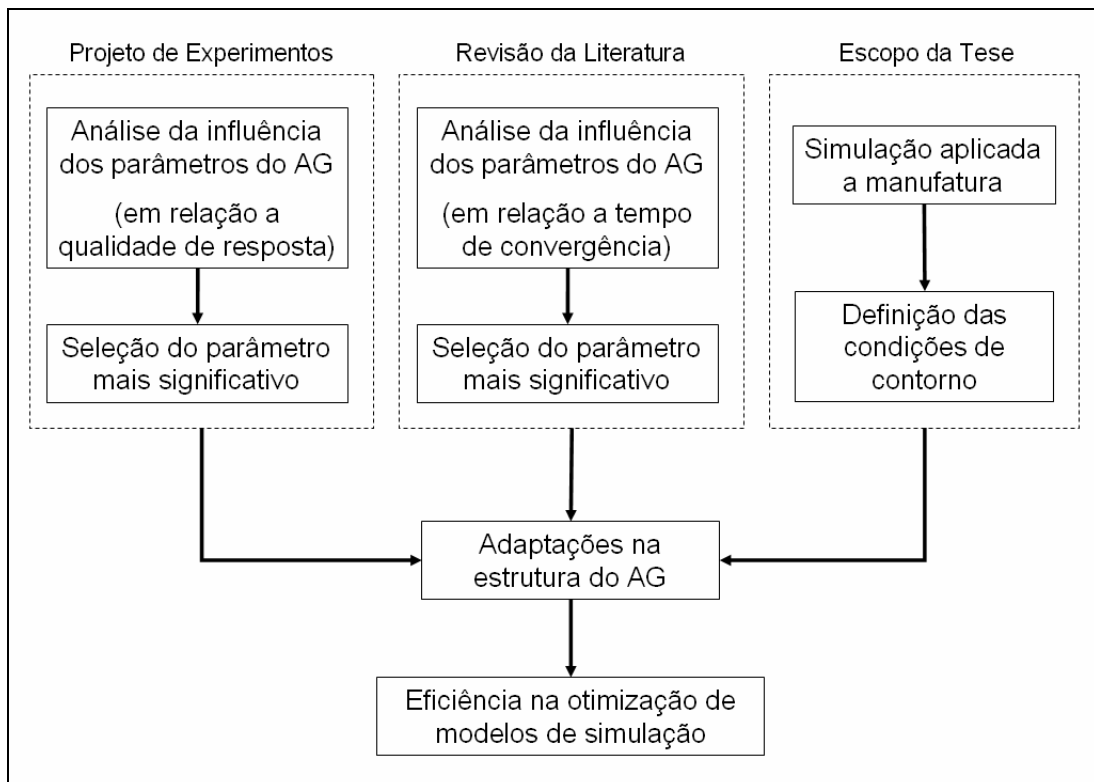 Projeto de Experimentos
Análise da influência
dos parâmetros do AG
(em relação a
qualidade de resposta)
Seleção do parâmetro
mais significativo
Revisão da Literatura
Análise da influência
dos parâmetros do AG
(em relação a tempo
de convergência)
Seleção do parâmetro
mais significativo
Escopo da Tese
Simulação aplicada
a manufatura
Definição das
condições de
contorno
Adaptações na
estrutura do AG
Eficiência na otimização de
modelos de simulação